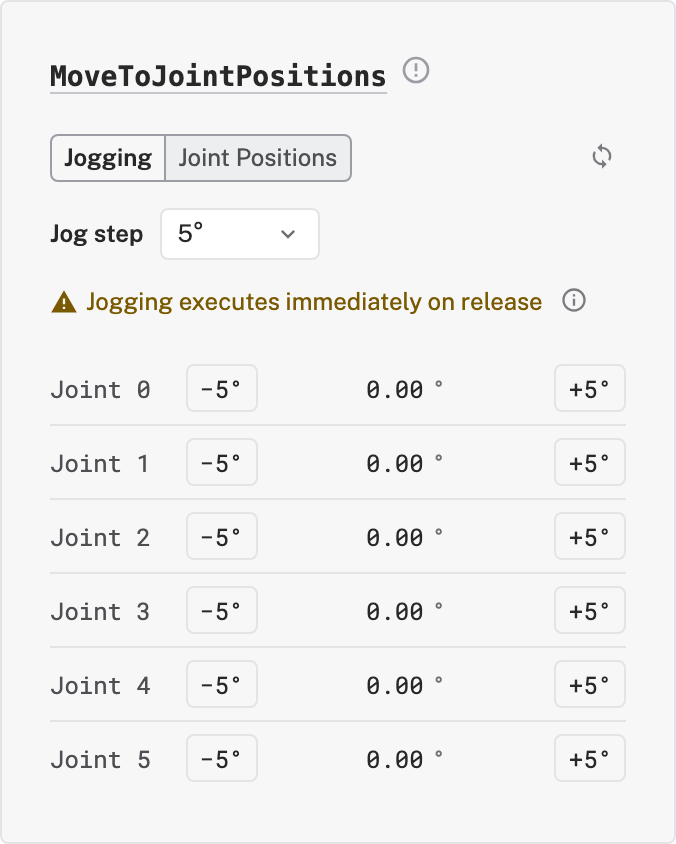 MoveToJointPositions
Jogging Joint Positions
Jog step 5°
Jogging executes immediately on release
Joint 0 -5° 0.00 ° +5°
Joint 1 -5° 0.00 ° +5°
Joint 2 -5° 0.00 ° +5°
Joint 3 -5° 0.00 ° +5°
Joint 4 -5° 0.00 ° +5°
Joint 5 -5° 0.00 ° +5°